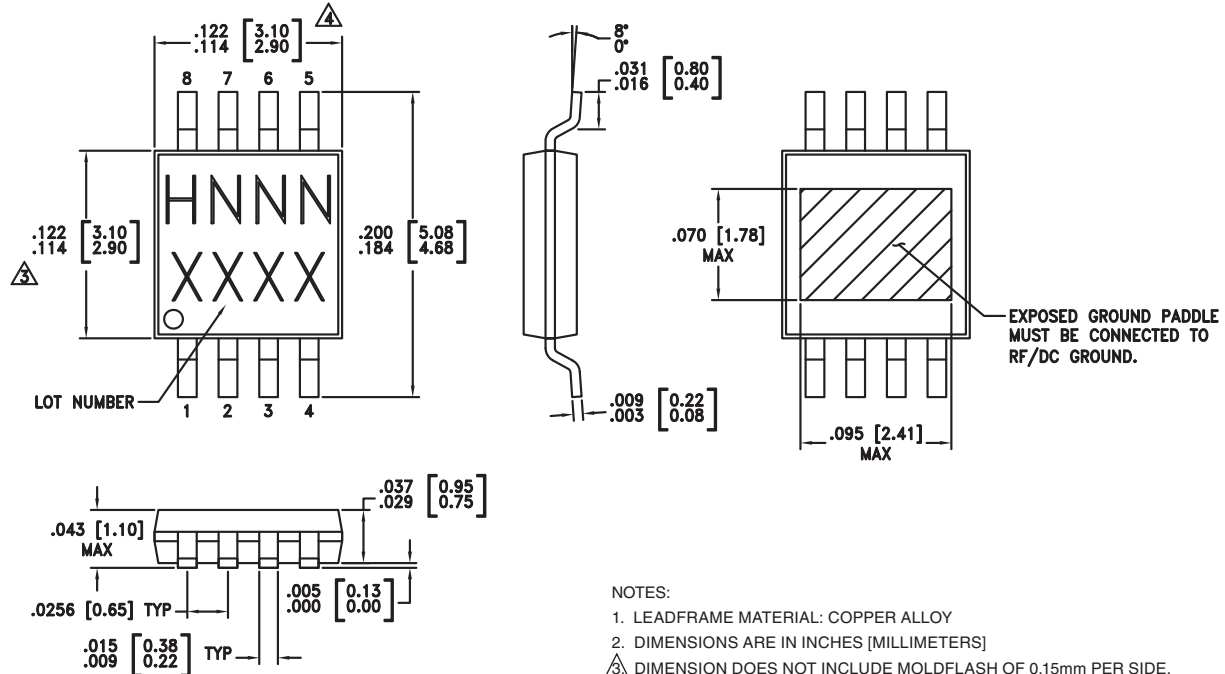 .122 [3.10]
.114 [2.90]
4
8 7 6 5
HNNN
XXXX
.122 [3.10]
.114 [2.90]
3
.200 [5.08]
.184 [4.68]
LOT NUMBER
1 2 3 4
8°
0°
.031 [0.80]
.016 [0.40]
.009 [0.22]
.003 [0.08]
.070 [1.78]
MAX
EXPOSED GROUND PADDLE
MUST BE CONNECTED TO
RF/DC GROUND.
.095 [2.41]
MAX
.043 [1.10]
MAX
.037 [0.95]
.029 [0.75]
.0256 [0.65] TYP
.005 [0.13]
.000 [0.00]
.015 [0.38]
.009 [0.22]
TYP
NOTES:
1. LEADFRAME MATERIAL: COPPER ALLOY
2. DIMENSIONS ARE IN INCHES [MILLIMETERS]
3. DIMENSION DOES NOT INCLUDE MOLDFLASH OF 0.15mm PER SIDE.